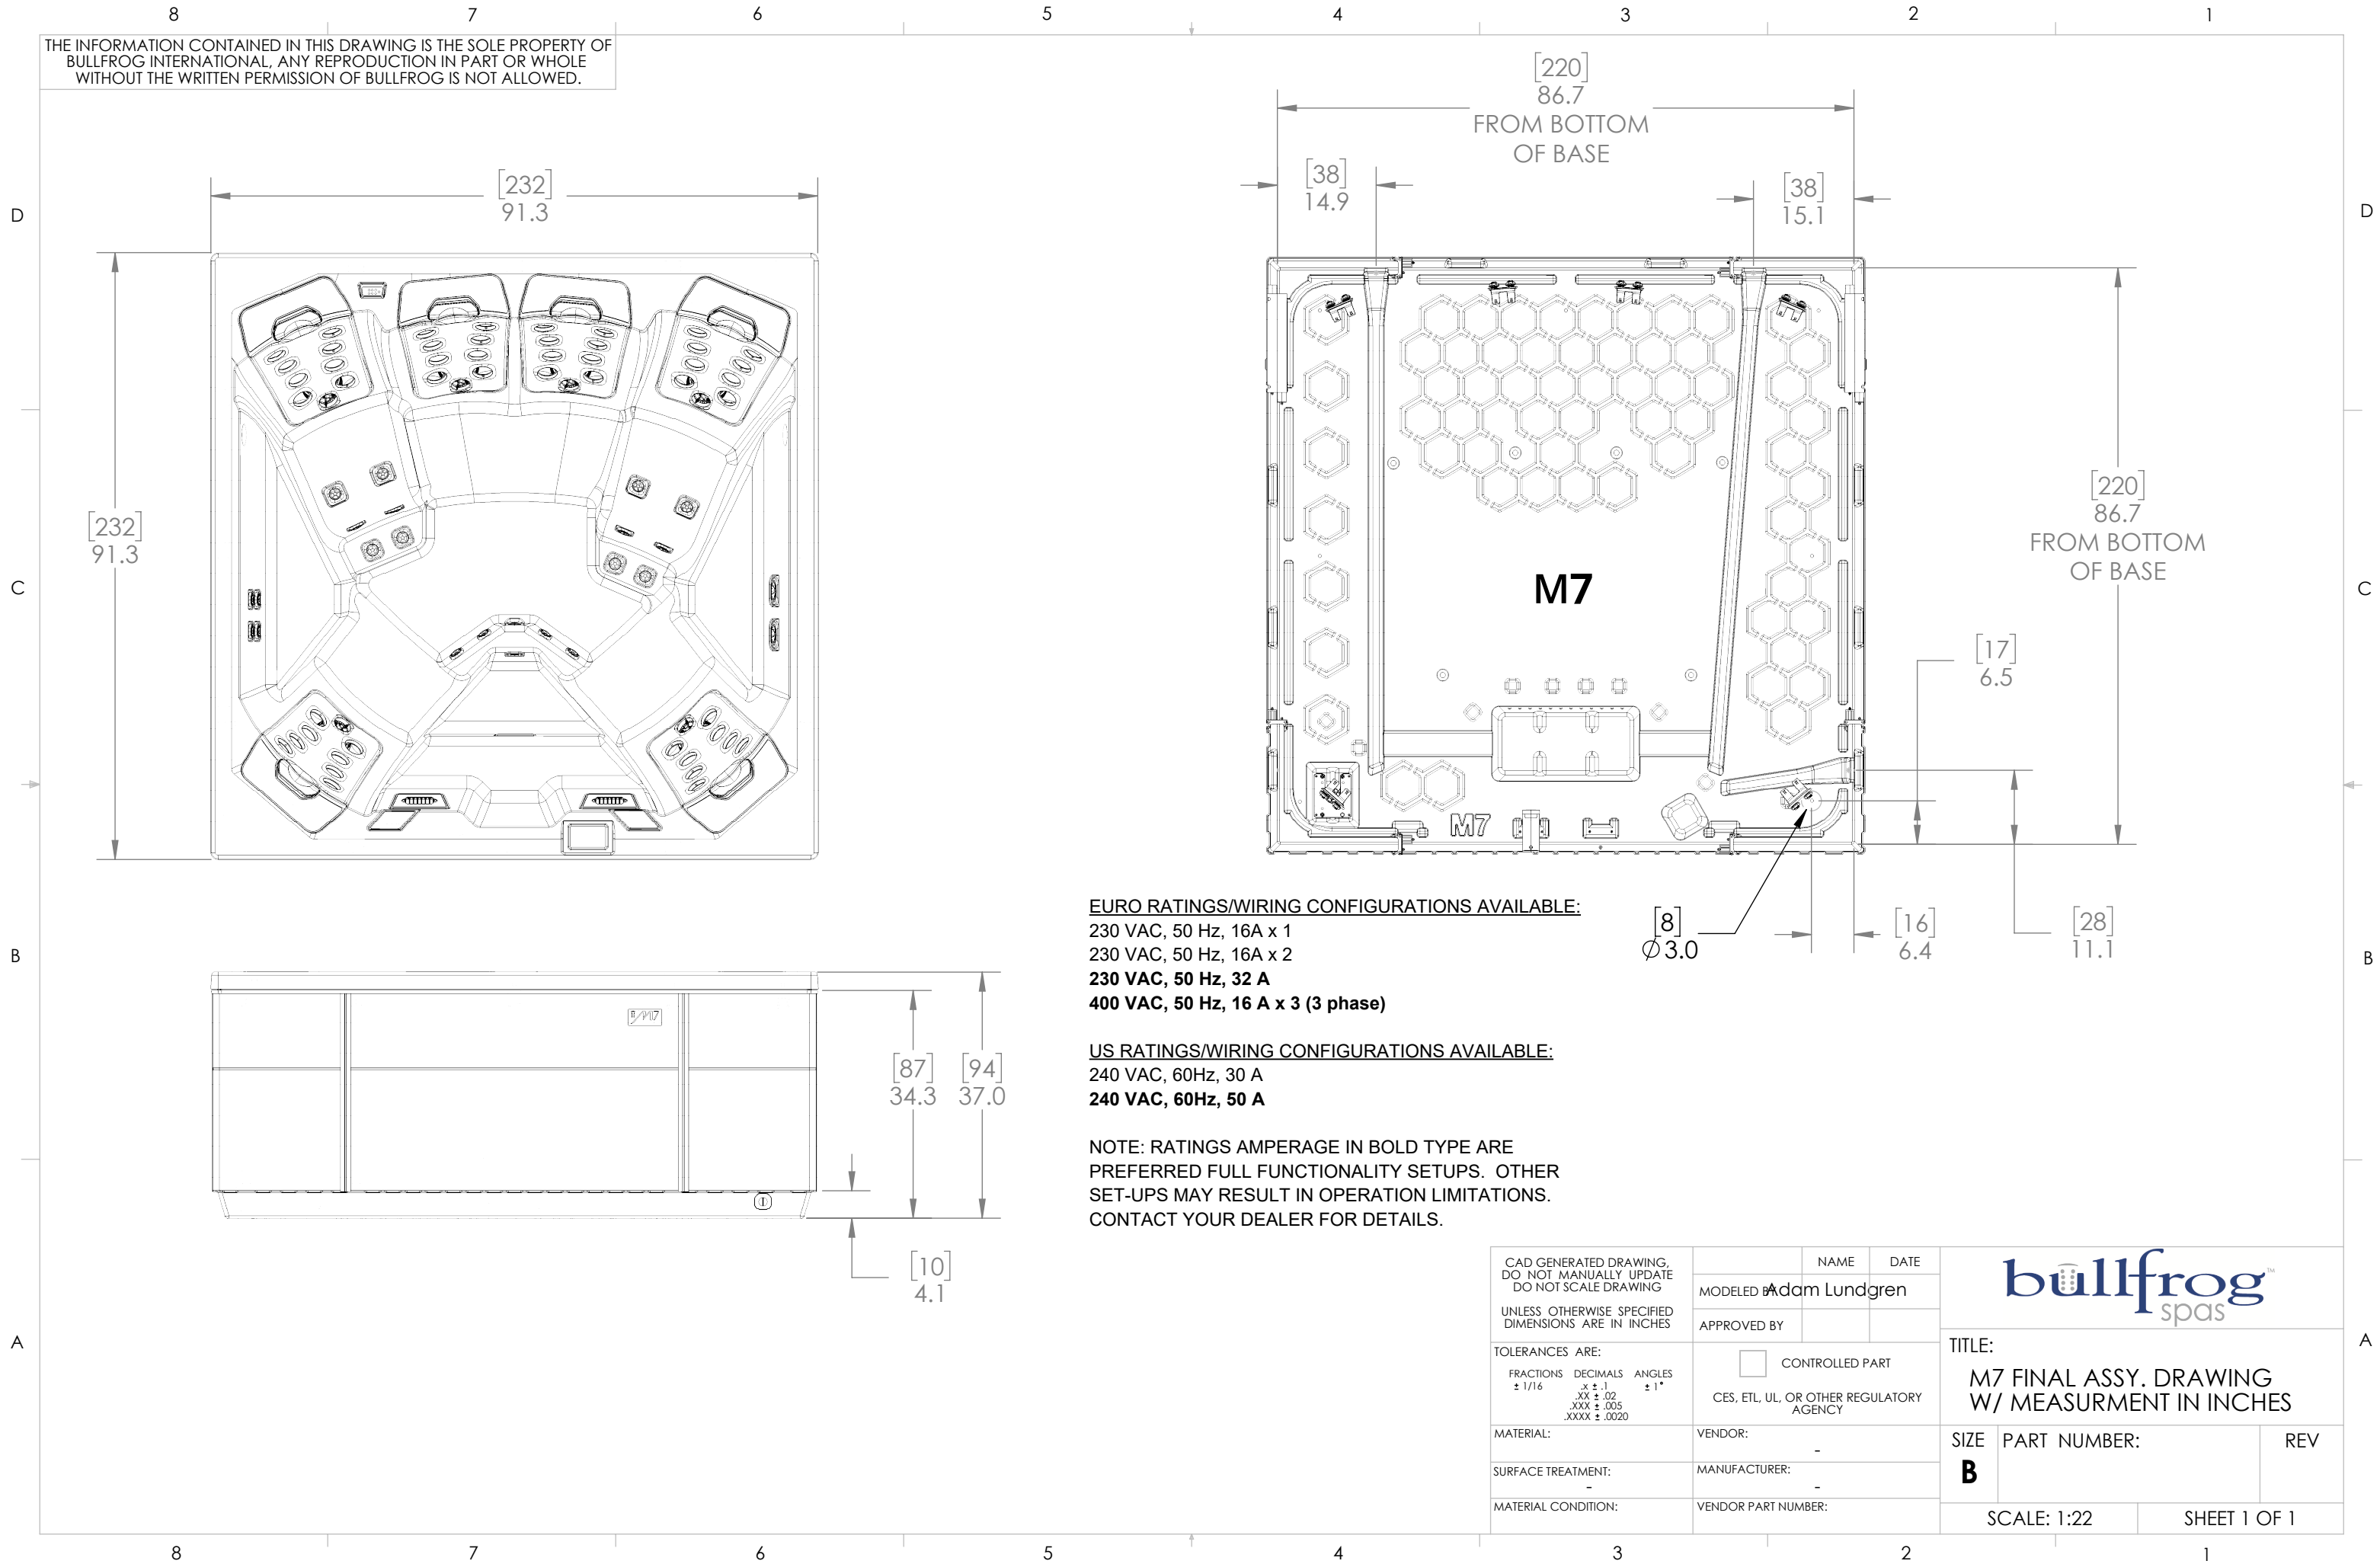 8 7 6 5 4 3 2 1
THE INFORMATION CONTAINED IN THIS DRAWING IS THE SOLE PROPERTY OF
BULLFROG INTERNATIONAL, ANY REPRODUCTION IN PART OR WHOLE
WITHOUT THE WRITTEN PERMISSION OF BULLFROG IS NOT ALLOWED.
D
D
C
C
B
B
A
A
[232]
91.3
[232]
91.3
[220]
86.7
FROM BOTTOM
OF BASE
[38]
14.9
[38]
15.1
M7
[220]
86.7
FROM BOTTOM
OF BASE
[17]
6.5
M7
[8]
Ø3.0
[16]
6.4
[28]
11.1
M7
[87]
34.3
[94]
37.0
[10]
4.1
EURO RATINGS/WIRING CONFIGURATIONS AVAILABLE:
230 VAC, 50 Hz, 16A x 1
230 VAC, 50 Hz, 16A x 2
230 VAC, 50 Hz, 32 A
400 VAC, 50 Hz, 16 A x 3 (3 phase)
US RATINGS/WIRING CONFIGURATIONS AVAILABLE:
240 VAC, 60Hz, 30 A
240 VAC, 60Hz, 50 A
NOTE: RATINGS AMPERAGE IN BOLD TYPE ARE
PREFERRED FULL FUNCTIONALITY SETUPS. OTHER
SET-UPS MAY RESULT IN OPERATION LIMITATIONS.
CONTACT YOUR DEALER FOR DETAILS.
CAD GENERATED DRAWING,
DO NOT MANUALLY UPDATE
DO NOT SCALE DRAWING
UNLESS OTHERWISE SPECIFIED
DIMENSIONS ARE IN INCHES
TOLERANCES ARE:
FRACTIONS DECIMALS ANGLES
± 1/16 .X ± .1 ± 1°
.XX ± .02
.XXX ± .005
.XXXX ± .0020
MATERIAL:
SURFACE TREATMENT:
-
MATERIAL CONDITION:
NAME DATE
MODELED BY Adam Lundgren
APPROVED BY
CONTROLLED PART
CES, ETL, UL, OR OTHER REGULATORY
AGENCY
VENDOR:
-
MANUFACTURER:
-
VENDOR PART NUMBER:
bullfrog™
spas
TITLE:
M7 FINAL ASSY. DRAWING
W/ MEASURMENT IN INCHES
SIZE PART NUMBER: REV
B
SCALE: 1:22 SHEET 1 OF 1
8 7 6 5 4 3 2 1